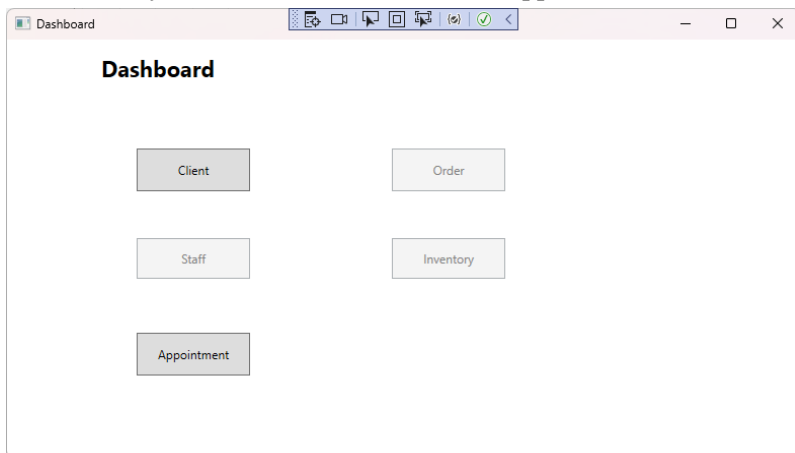 Dashboard
Dashboard
Client
Order
Staff
Inventory
Appointment